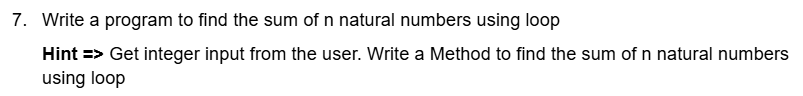 7. Write a program to find the sum of n natural numbers using loop
Hint => Get integer input from the user. Write a Method to find the sum of n natural numbers
using loop